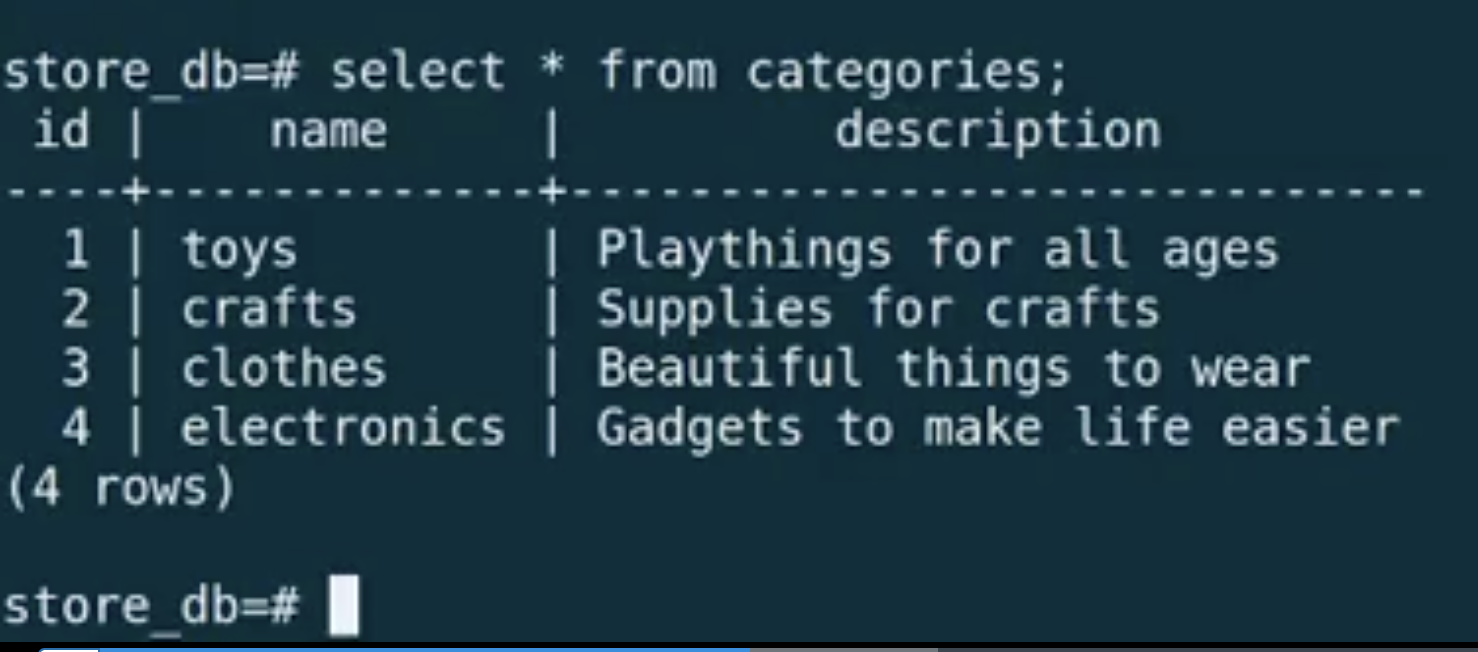 store_db=# select * from categories;
 id |    name     |         description
----+-------------+-----------------------------
  1 | toys        | Playthings for all ages
  2 | crafts      | Supplies for crafts
  3 | clothes     | Beautiful things to wear
  4 | electronics | Gadgets to make life easier
(4 rows)
store_db=#